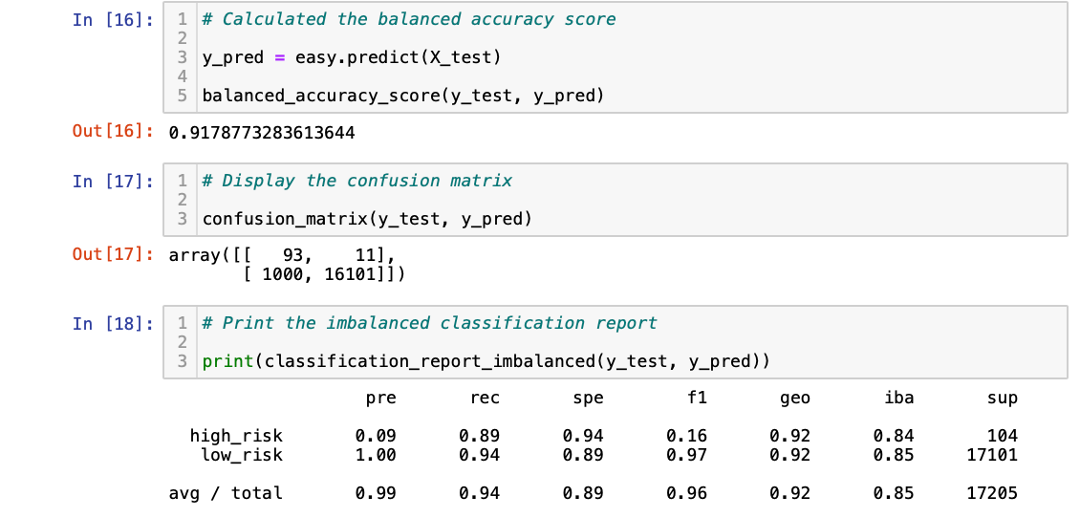 In [16]: 1 # Calculated the balanced accuracy score
2
3 y_pred = easy.predict(X_test)
4
5 balanced_accuracy_score(y_test, y_pred)
Out[16]: 0.9178773283613644
In [17]: 1 # Display the confusion matrix
2
3 confusion_matrix(y_test, y_pred)
Out[17]: array([[   93,    11],
[ 1000, 16101]])
In [18]: 1 # Print the imbalanced classification report
2
3 print(classification_report_imbalanced(y_test, y_pred))
pre rec spe f1 geo iba sup
high_risk 0.09 0.89 0.94 0.16 0.92 0.84 104
low_risk 1.00 0.94 0.89 0.97 0.92 0.85 17101
avg / total 0.99 0.94 0.89 0.96 0.92 0.85 17205